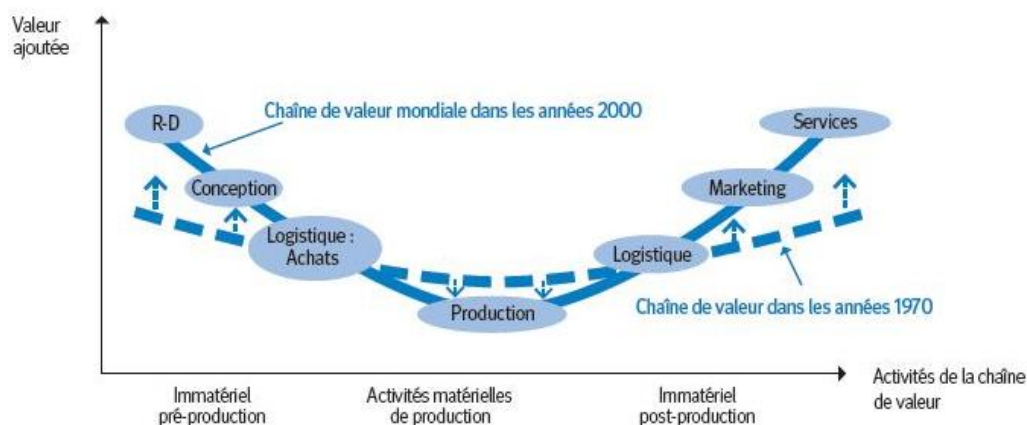 Valeur
ajoutée
Chaîne de valeur mondiale dans les années 2000
R-D
Services
Conception
Marketing
Logistique :
Achats
Logistique
Production
Chaîne de valeur dans les années 1970
Immatériel
pré-production
Activités matérielles
de production
Immatériel
post-production
Activités de la chaîne
de valeur